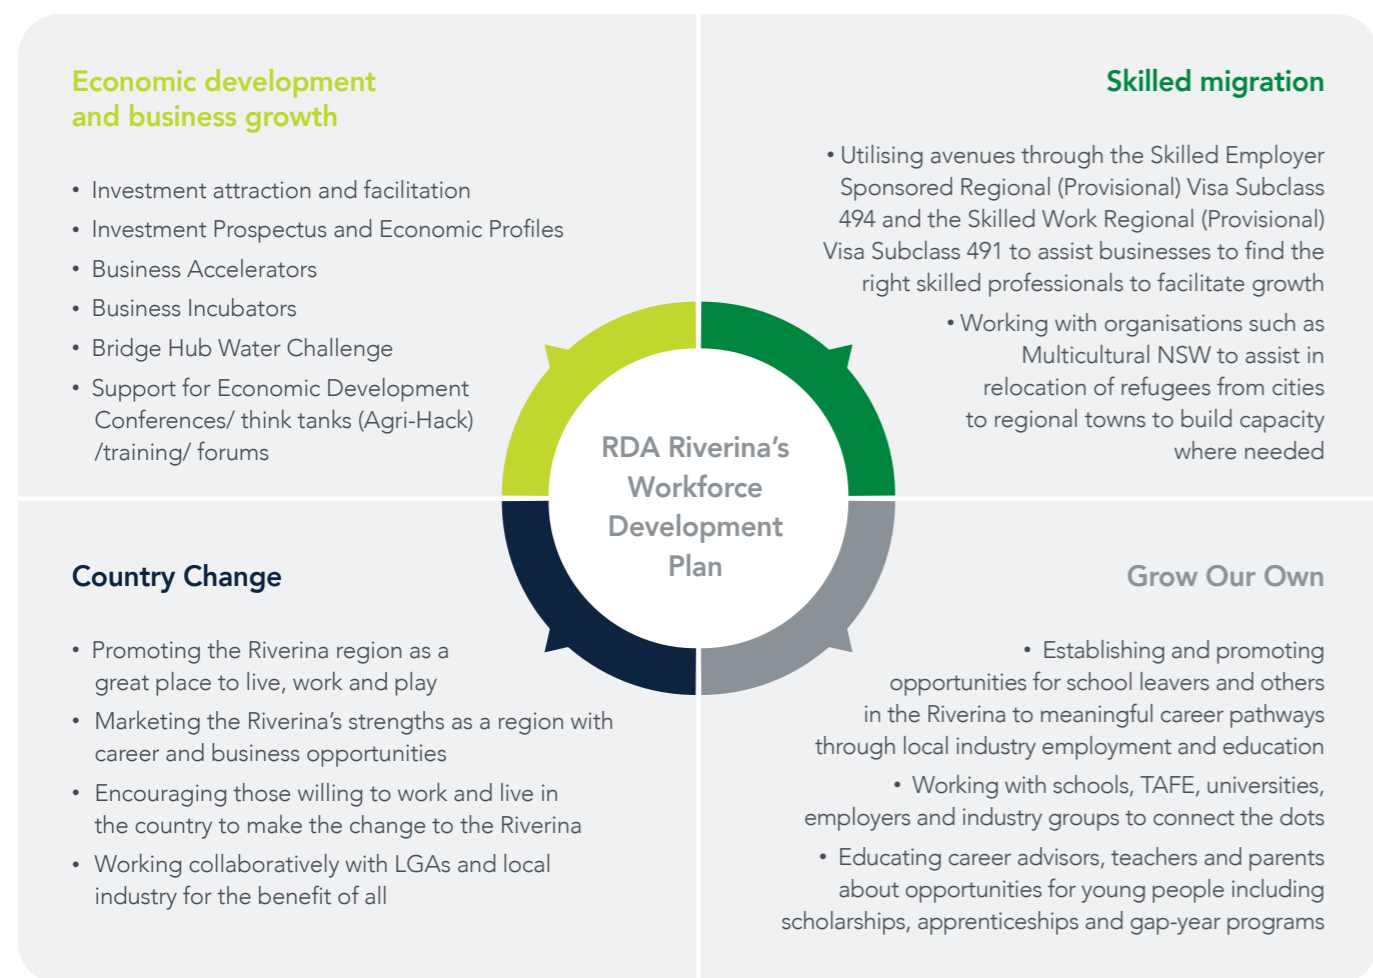 Economic development
and business growth
• Investment attraction and facilitation
• Investment Prospectus and Economic Profiles
• Business Accelerators
• Business Incubators
• Bridge Hub Water Challenge
• Support for Economic Development
Conferences/ think tanks (Agri-Hack)
/training/ forums
Skilled migration
• Utilising avenues through the Skilled Employer
Sponsored Regional (Provisional) Visa Subclass
494 and the Skilled Work Regional (Provisional)
Visa Subclass 491 to assist businesses to find the
right skilled professionals to facilitate growth
• Working with organisations such as
Multicultural NSW to assist in
relocation of refugees from cities
to regional towns to build capacity
where needed
RDA Riverina’s
Workforce
Development
Plan
Country Change
• Promoting the Riverina region as a
great place to live, work and play
• Marketing the Riverina’s strengths as a region with
career and business opportunities
• Encouraging those willing to work and live in
the country to make the change to the Riverina
• Working collaboratively with LGAs and local
industry for the benefit of all
Grow Our Own
• Establishing and promoting
opportunities for school leavers and others
in the Riverina to meaningful career pathways
through local industry employment and education
• Working with schools, TAFE, universities,
employers and industry groups to connect the dots
• Educating career advisors, teachers and parents
about opportunities for young people including
scholarships, apprenticeships and gap-year programs